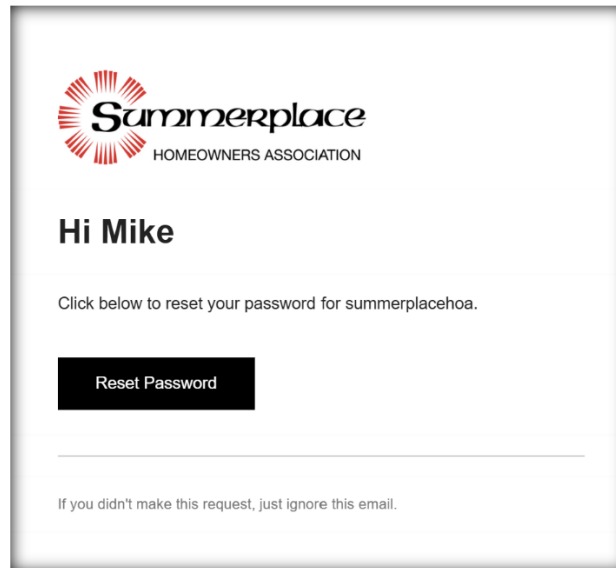 Summerplace
HOMEOWNERS ASSOCIATION
Hi Mike
Click below to reset your password for summerplacehoa.
Reset Password
If you didn't make this request, just ignore this email.